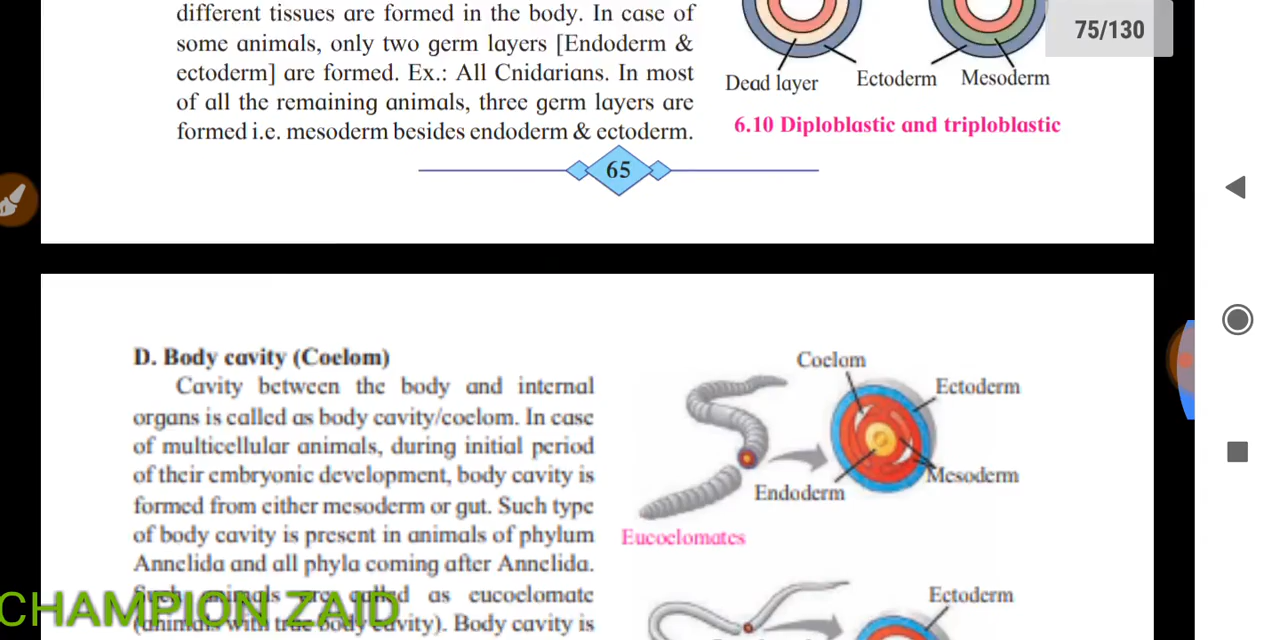 different tissues are formed in the body. In case of
some animals, only two germ layers [Endoderm &
ectoderm] are formed. Ex.: All Cnidarians. In most
of all the remaining animals, three germ layers are
formed i.e. mesoderm besides endoderm & ectoderm.
75/130
Dead layer
Ectoderm
Mesoderm
6.10 Diploblastic and triploblastic
65
D. Body cavity (Coelom)
Cavity between the body and internal
organs is called as body cavity/coelom. In case
of multicellular animals, during initial period
of their embryonic development, body cavity is
formed from either mesoderm or gut. Such type
of body cavity is present in animals of phylum
Annelida and all phyla coming after Annelida.
Such animals are called as eucoelomate
(animals with true body cavity). Body cavity is
Coelom
Ectoderm
Mesoderm
Endoderm
Eucoelomates
Ectoderm
CHAMPION ZAID